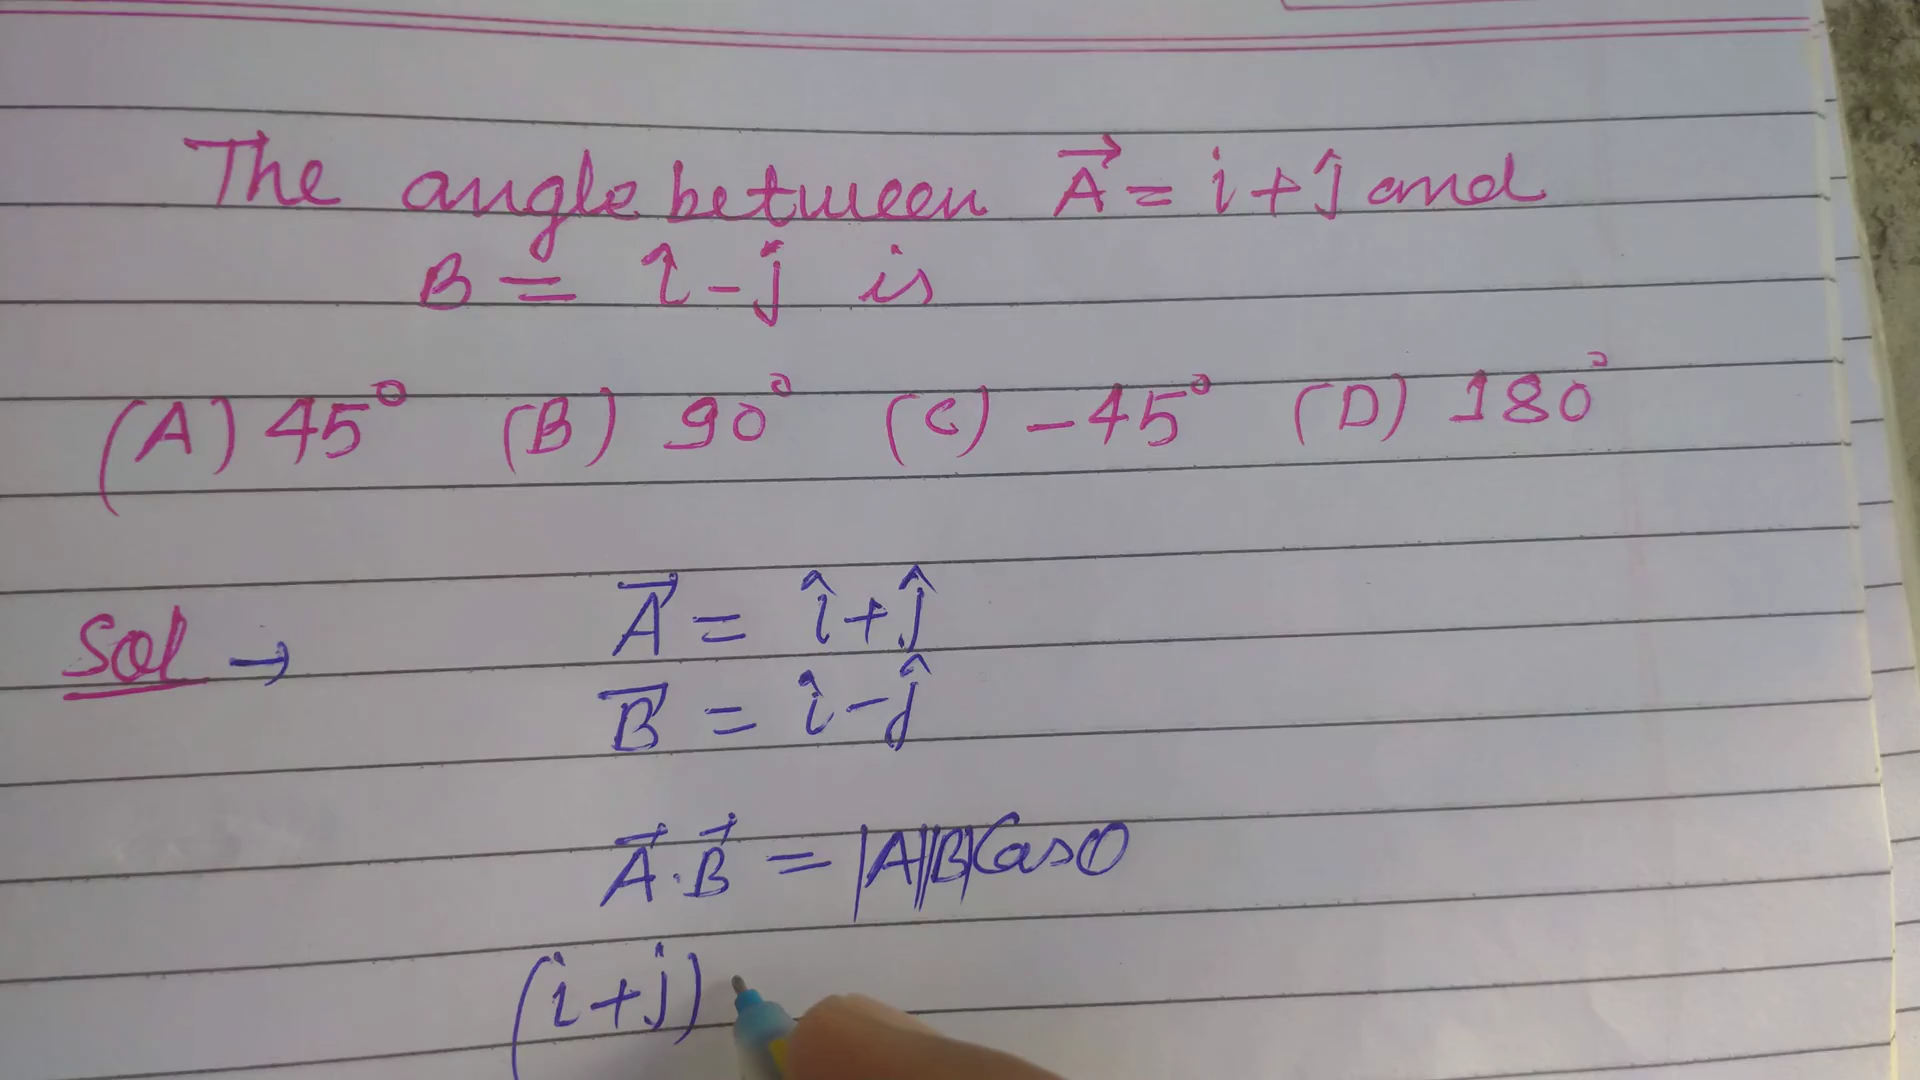 The angle between A⃗ = i + ĵ and
B = î - j is
(A) 45° (B) 90° (C) -45° (D) 180°
Sol → A⃗ = î + ĵ
B⃗ = î - ĵ
A⃗.B⃗ = |A||B|Cosθ
(i+j)